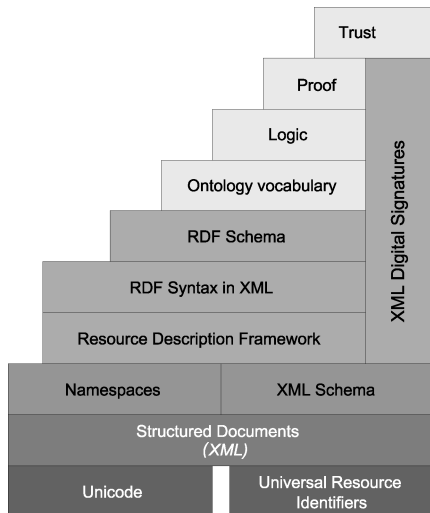 Trust
Proof
Logic
Ontology vocabulary
RDF Schema
RDF Syntax in XML
Resource Description Framework
XML Digital Signatures
Namespaces
XML Schema
Structured Documents
(XML)
Unicode
Universal Resource
Identifiers